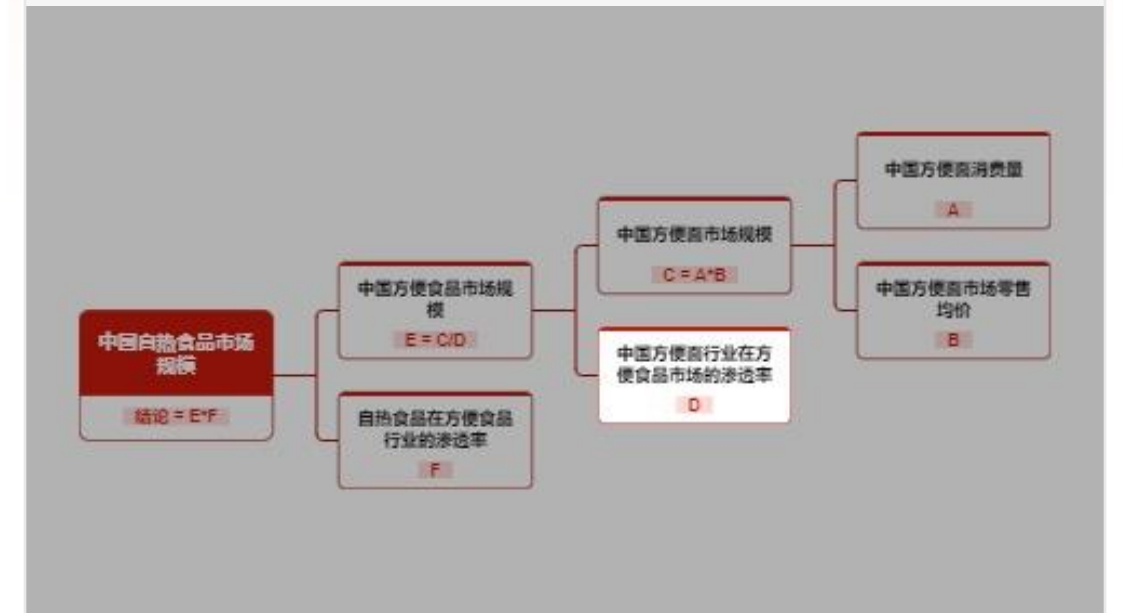 中国方便面消费量
A
中国方便面市场规模
C = A*B
中国方便食品市场规
模
E = C/D
中国方便面市场零售
均价
B
中国自热食品市场
规模
结论 = E*F
中国方便面行业在方
便食品市场的渗透率
D
自热食品在方便食品
行业的渗透率
F